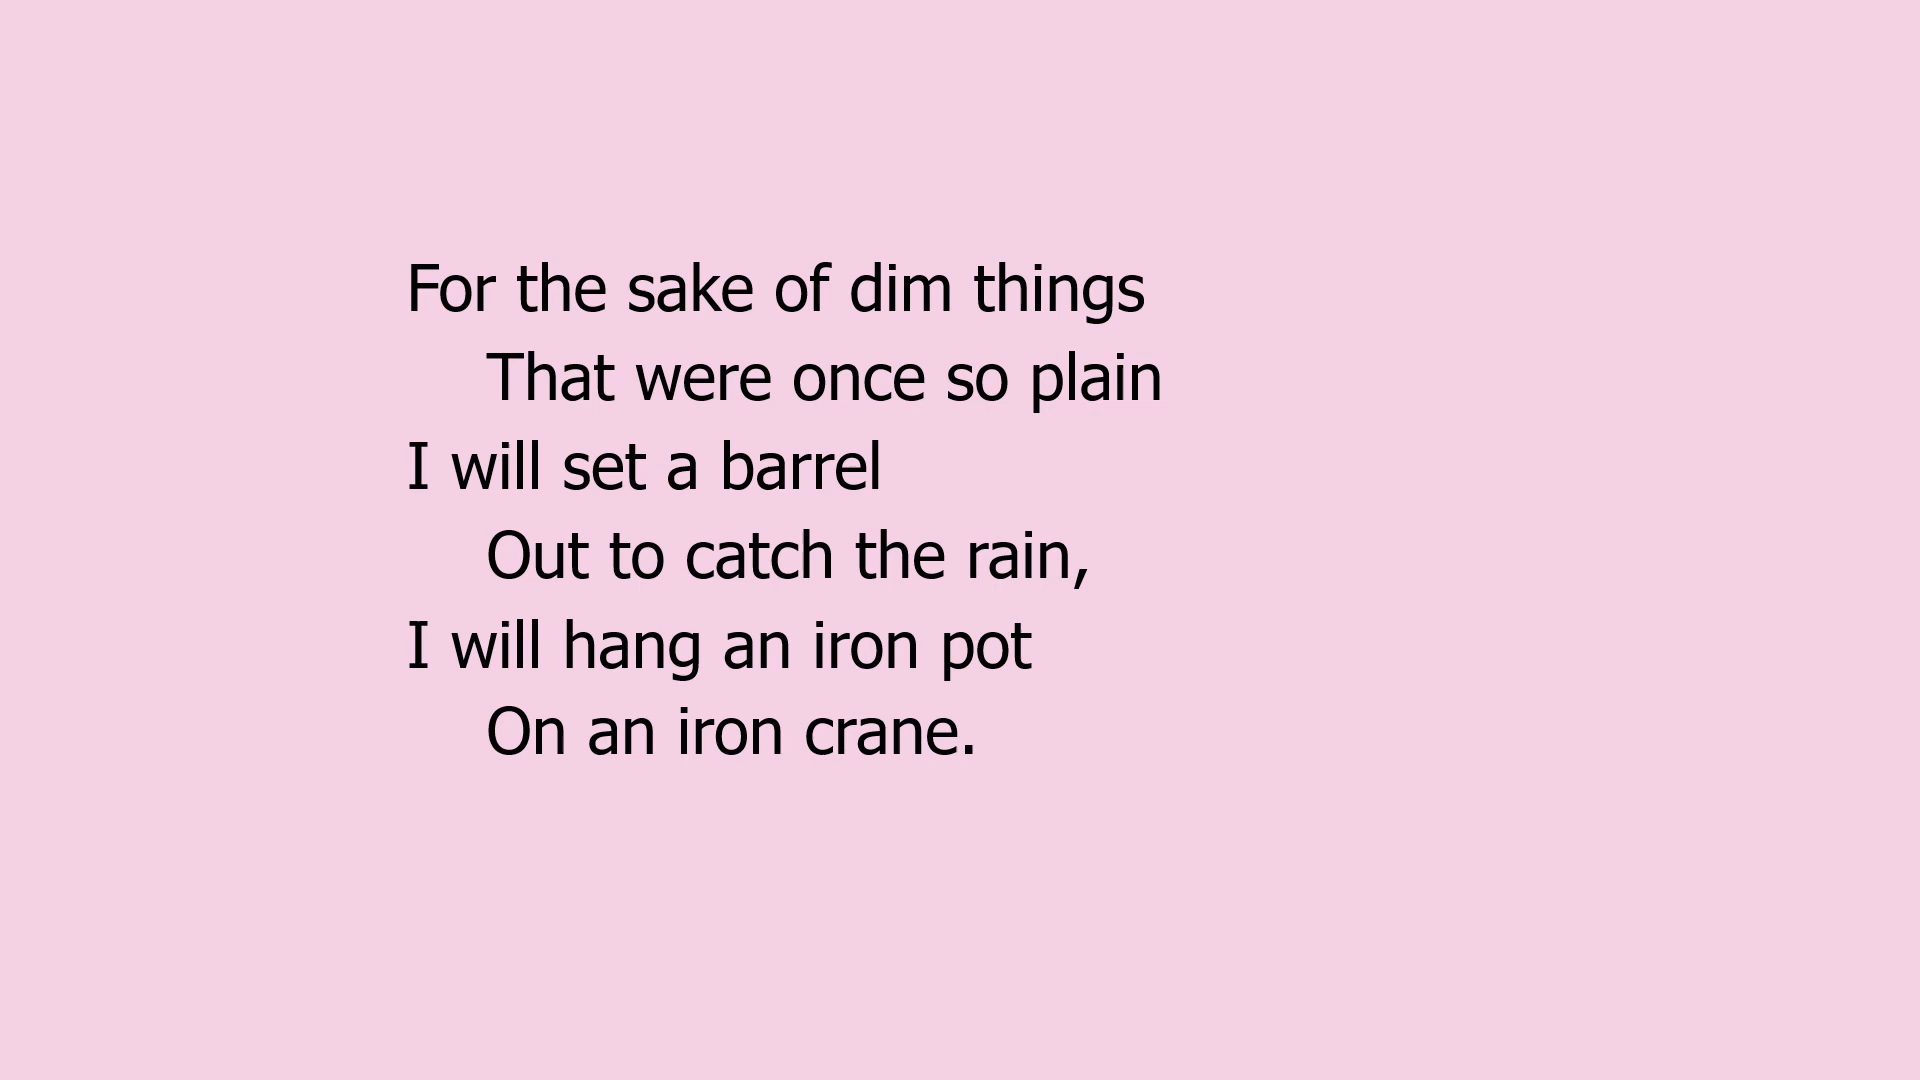 For the sake of dim things
That were once so plain
I will set a barrel
Out to catch the rain,
I will hang an iron pot
On an iron crane.